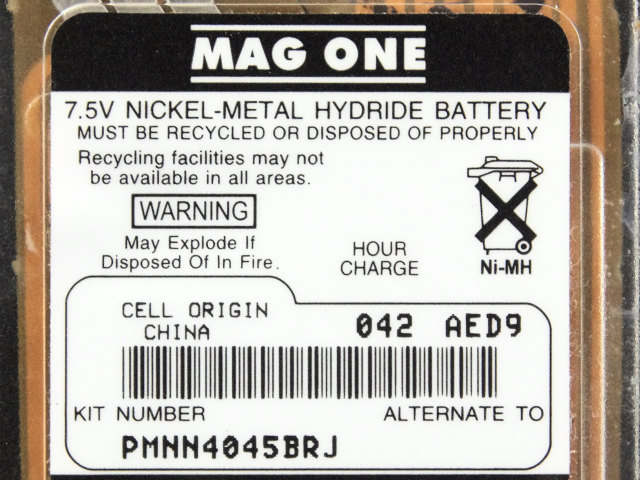 MAG ONE
7.5V NICKEL-METAL HYDRIDE BATTERY
MUST BE RECYCLED OR DISPOSED OF PROPERLY
Recycling facilities may not
be available in all areas.
WARNING
May Explode If
Disposed Of In Fire.
HOUR
CHARGE
Ni-MH
CELL ORIGIN
CHINA
042 AED9
KIT NUMBER
ALTERNATE TO
PMNN4045BRJ